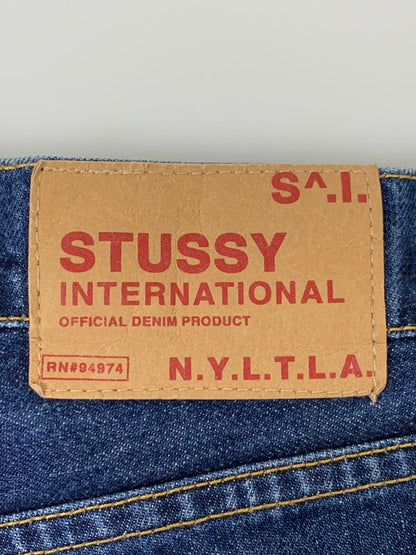 S^.I.
STUSSY
INTERNATIONAL
OFFICIAL DENIM PRODUCT
RN#94974
N.Y.L.T.L.A.